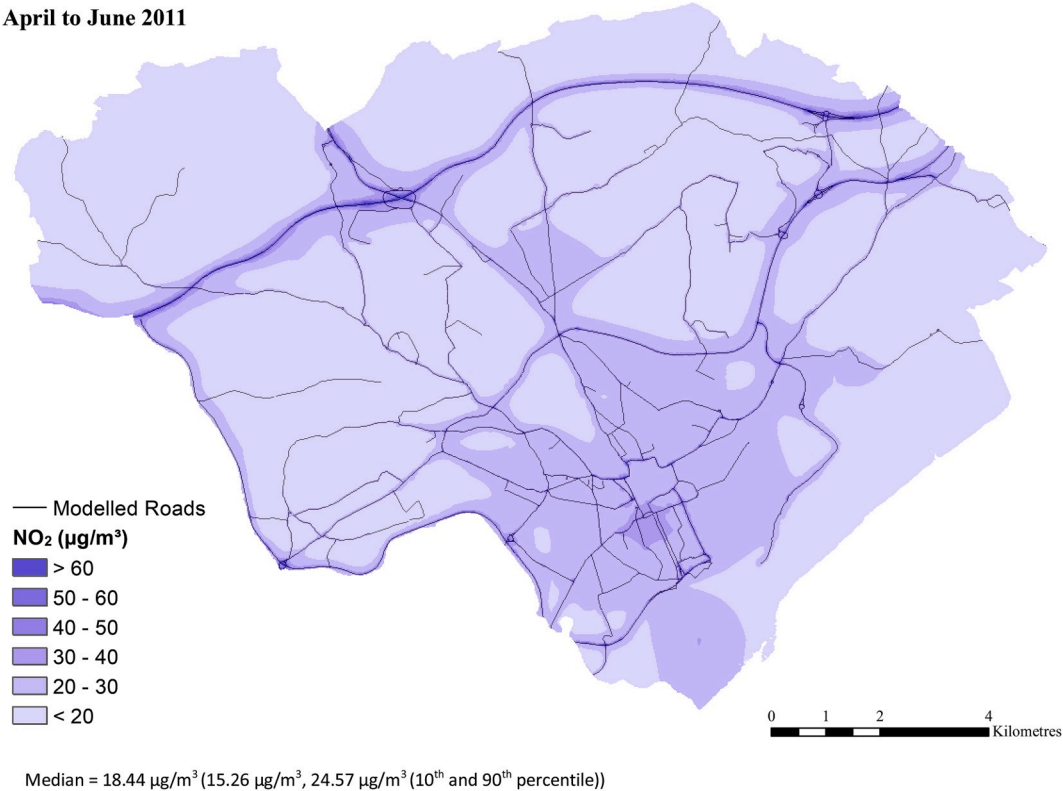 April to June 2011
Modelled Roads
NO₂ (µg/m³)
> 60
50 - 60
40 - 50
30 - 40
20 - 30
< 20
0 1 2 4
Kilometres
Median = 18.44 µg/m³ (15.26 µg/m³, 24.57 µg/m³ (10th and 90th percentile))